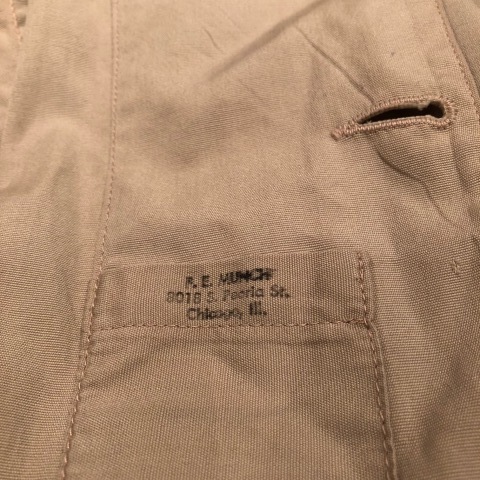 R. E. MUNCH
8018 S. Peoria St.
Chicago, Ill.